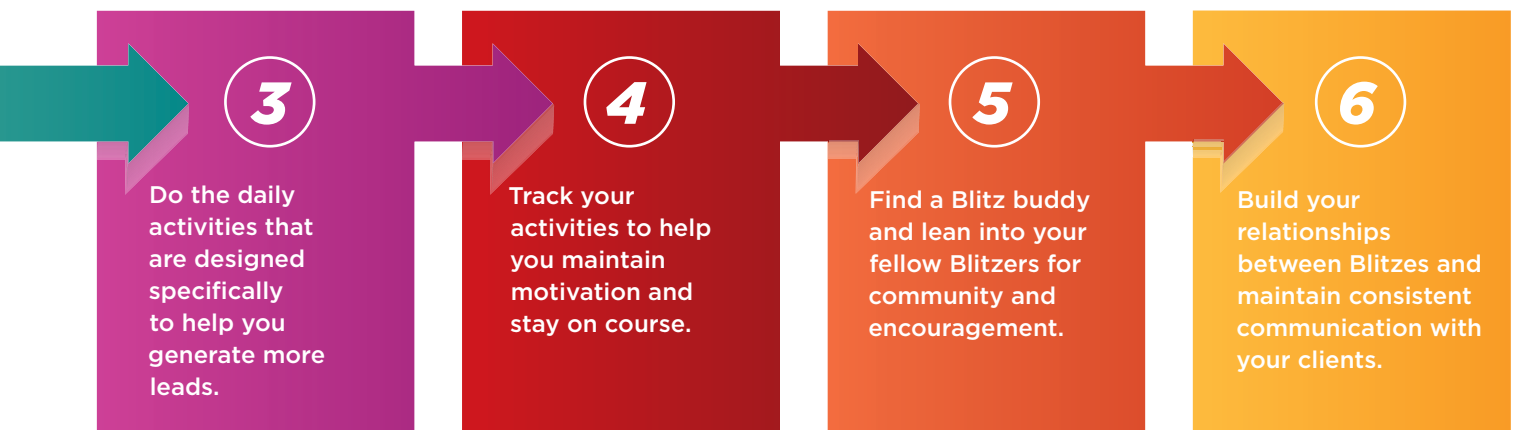 3
Do the daily
activities that
are designed
specifically
to help you
generate more
leads.
4
Track your
activities to help
you maintain
motivation and
stay on course.
5
Find a Blitz buddy
and lean into your
fellow Blitzers for
community and
encouragement.
6
Build your
relationships
between Blitzes and
maintain consistent
communication with
your clients.